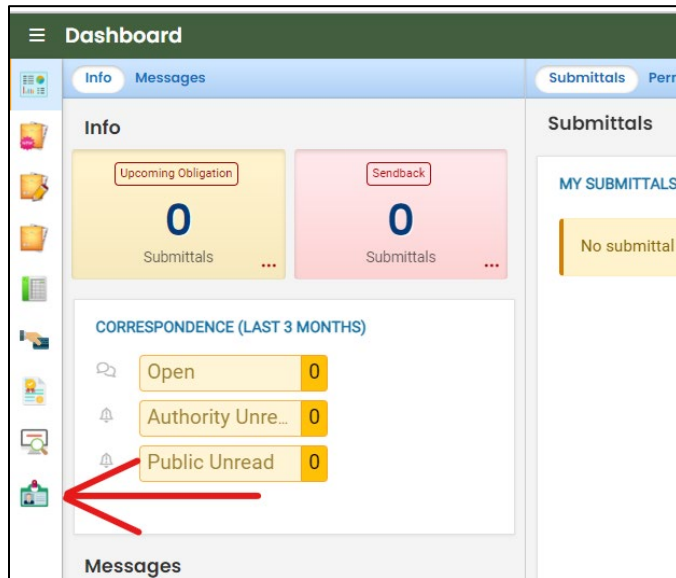 Dashboard
Info Messages
Submittals
Info
Submittals
Upcoming Obligation
0
Submittals
...
Sendback
0
Submittals
...
MY SUBMITTALS
No submittal
CORRESPONDENCE (LAST 3 MONTHS)
Open 0
Authority Unre... 0
Public Unread 0
Messages